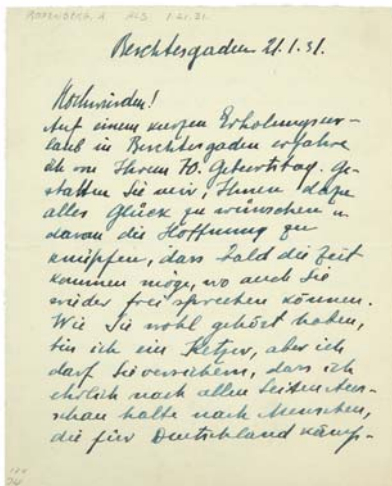 ROSENBERG, A. ALS 1.21.31.
Berchtesgaden 21.1.31.
Hochwürden!
Auf einem kurzen Erholungsur-
laub in Berchtesgaden erfahre
ich von Ihrem 70. Geburtstag. Ge-
statten Sie mir, Ihnen dazu
alles Glück zu wünschen u.
daran die Hoffnung zu
knüpfen, dass bald die Zeit
kommen möge, wo auch Sie
wieder frei sprechen können.
Wie Sie wohl gehört haben,
bin ich ein Ketzer, aber ich
darf Sie versichern, dass ich
ehrlich nach allen Seiten Aus-
schau halte nach Menschen,
die für Deutschland kämp-